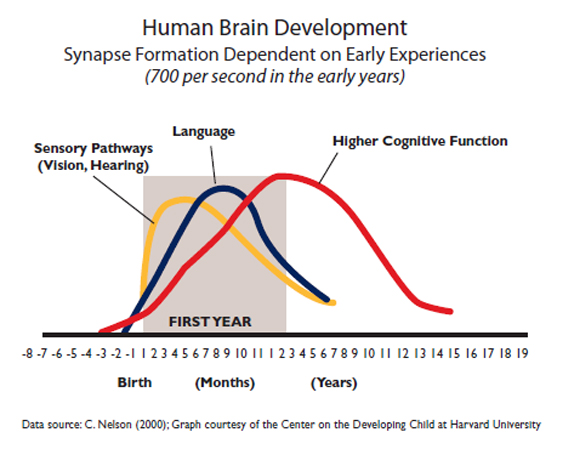 Human Brain Development
Synapse Formation Dependent on Early Experiences
(700 per second in the early years)
Language
Sensory Pathways
(Vision, Hearing)
Higher Cognitive Function
FIRST YEAR
-8 -7 -6 -5 -4 -3 -2 -1 1 2 3 4 5 6 7 8 9 10 11 1 2 3 4 5 6 7 8 9 10 11 12 13 14 15 16 17 18 19
Birth (Months) (Years)
Data source: C. Nelson (2000); Graph courtesy of the Center on the Developing Child at Harvard University